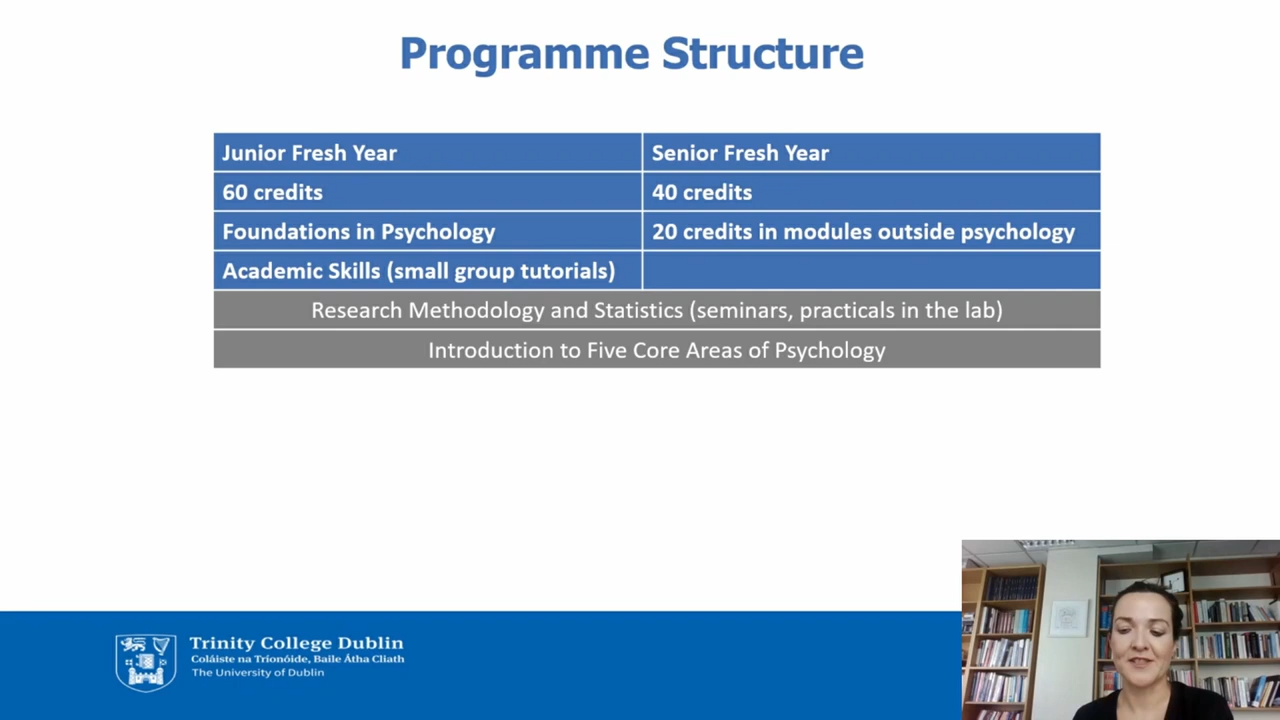 Programme Structure
Junior Fresh Year
Senior Fresh Year
60 credits
40 credits
Foundations in Psychology
20 credits in modules outside psychology
Academic Skills (small group tutorials)
Research Methodology and Statistics (seminars, practicals in the lab)
Introduction to Five Core Areas of Psychology
Trinity College Dublin
Coláiste na Tríonóide, Baile Átha Cliath
The University of Dublin